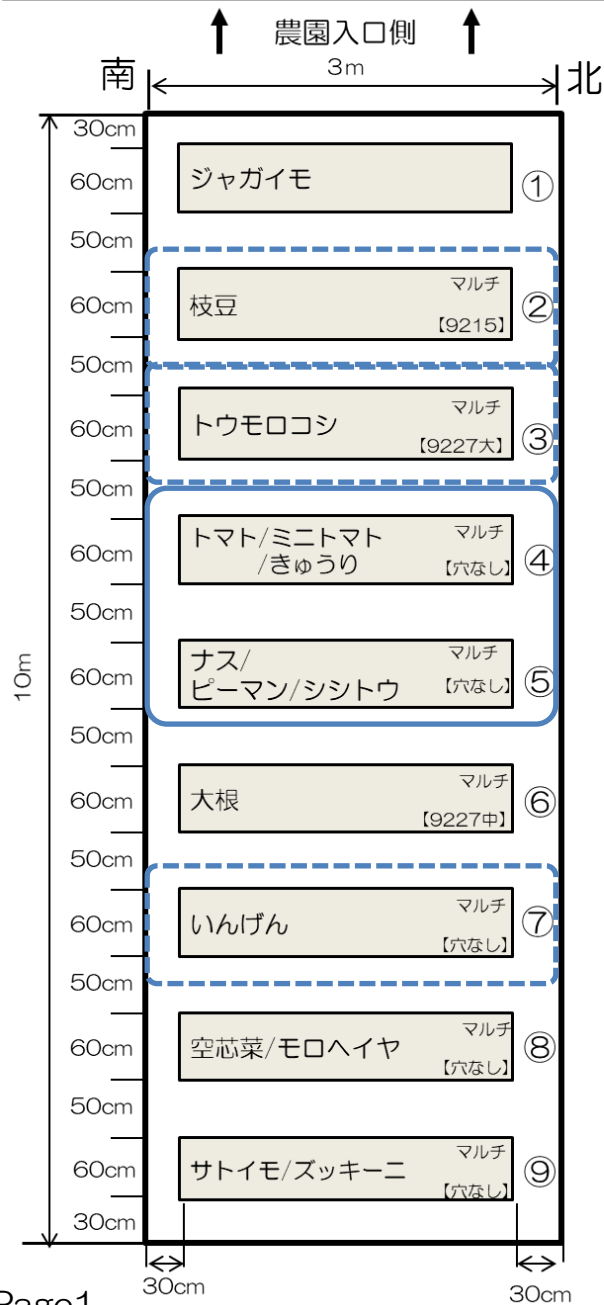 農園入口側
南
3m
北
30cm
60cm
ジャガイモ
①
50cm
60cm
枝豆
マルチ
【9215】
②
50cm
60cm
トウモロコシ
マルチ
【9227大】
③
50cm
60cm
トマト/ミニトマト
/きゅうり
マルチ
【穴なし】
④
50cm
10m
60cm
ナス/
ピーマン/シシトウ
マルチ
【穴なし】
⑤
50cm
60cm
大根
マルチ
【9227中】
⑥
50cm
60cm
いんげん
マルチ
【穴なし】
⑦
50cm
60cm
空芯菜/モロヘイヤ
マルチ
【穴なし】
⑧
50cm
60cm
サトイモ/ズッキーニ
マルチ
【穴なし】
⑨
30cm
30cm
30cm
Page1